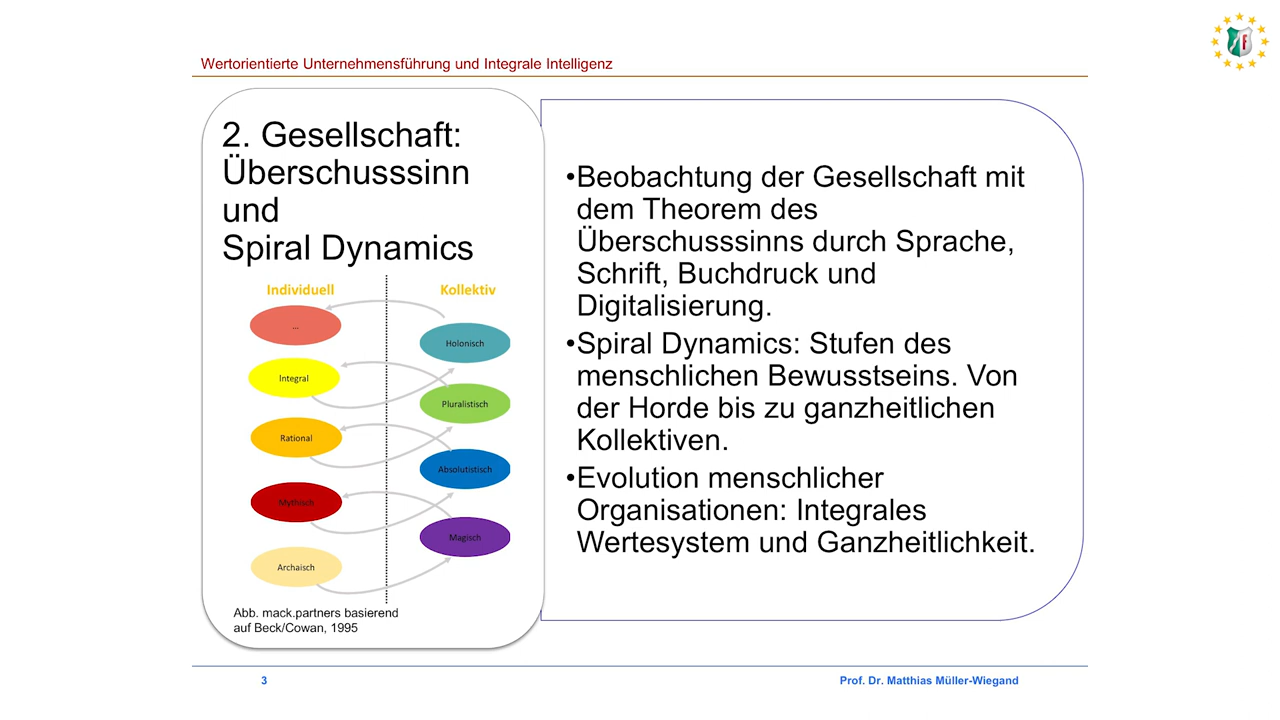 Wertorientierte Unternehmensführung und Integrale Intelligenz
2. Gesellschaft:
Überschusssinn
und
Spiral Dynamics
Individuell
Kollektiv
...
Holonisch
Integral
Pluralistisch
Rational
Absolutistisch
Mythisch
Magisch
Archaisch
Abb. mack.partners basierend
auf Beck/Cowan, 1995
•Beobachtung der Gesellschaft mit
dem Theorem des
Überschusssinns durch Sprache,
Schrift, Buchdruck und
Digitalisierung.
•Spiral Dynamics: Stufen des
menschlichen Bewusstseins. Von
der Horde bis zu ganzheitlichen
Kollektiven.
•Evolution menschlicher
Organisationen: Integrales
Wertesystem und Ganzheitlichkeit.
3
Prof. Dr. Matthias Müller-Wiegand
F